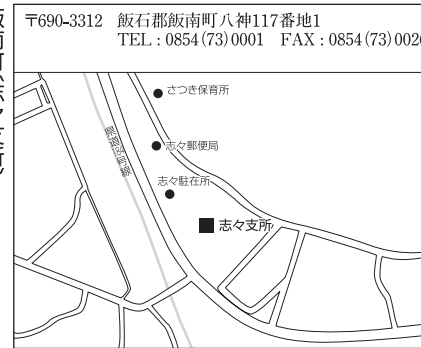 〒690-3312 飯石郡飯南町八神117番地1
TEL : 0854(73)0001 FAX : 0854(73)002
さつき保育所
志々郵便局
志々駐在所
志々支所